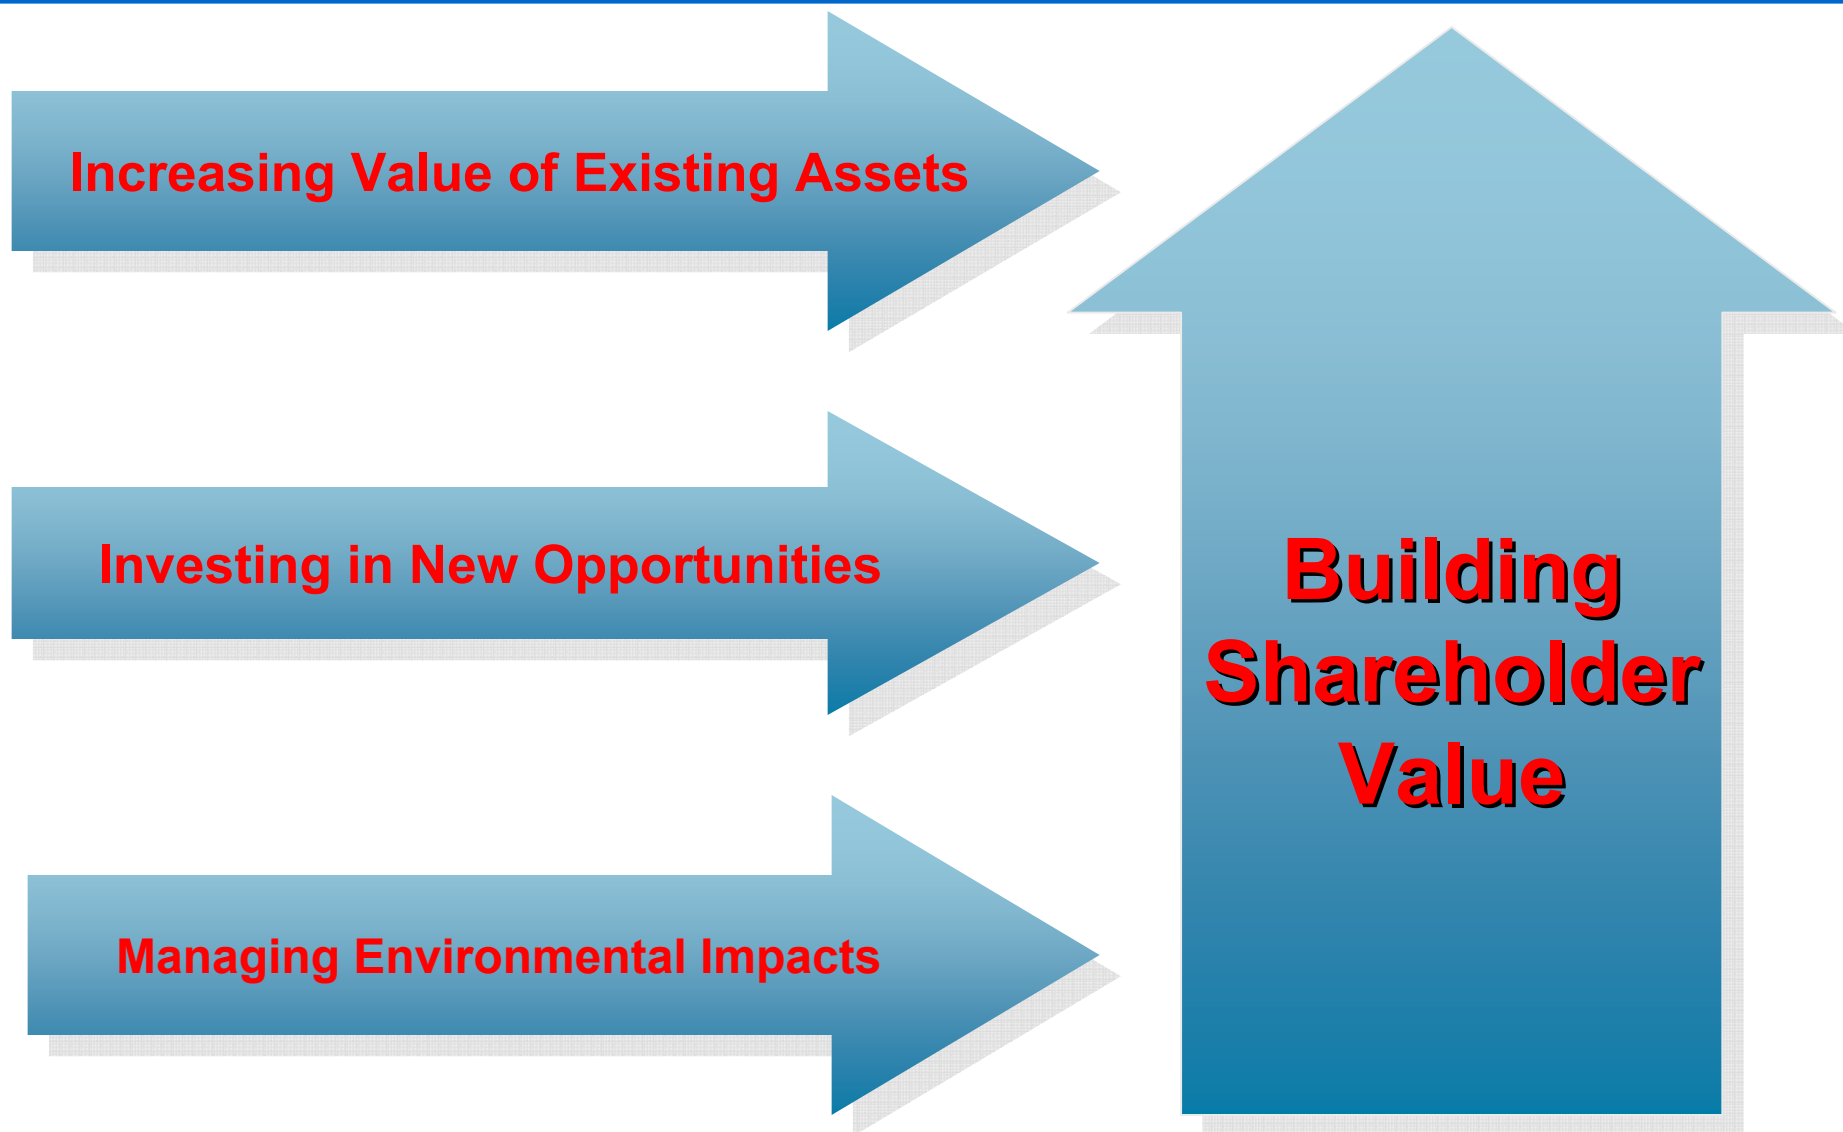 Increasing Value of Existing Assets
Investing in New Opportunities
Managing Environmental Impacts
Building
Shareholder
Value